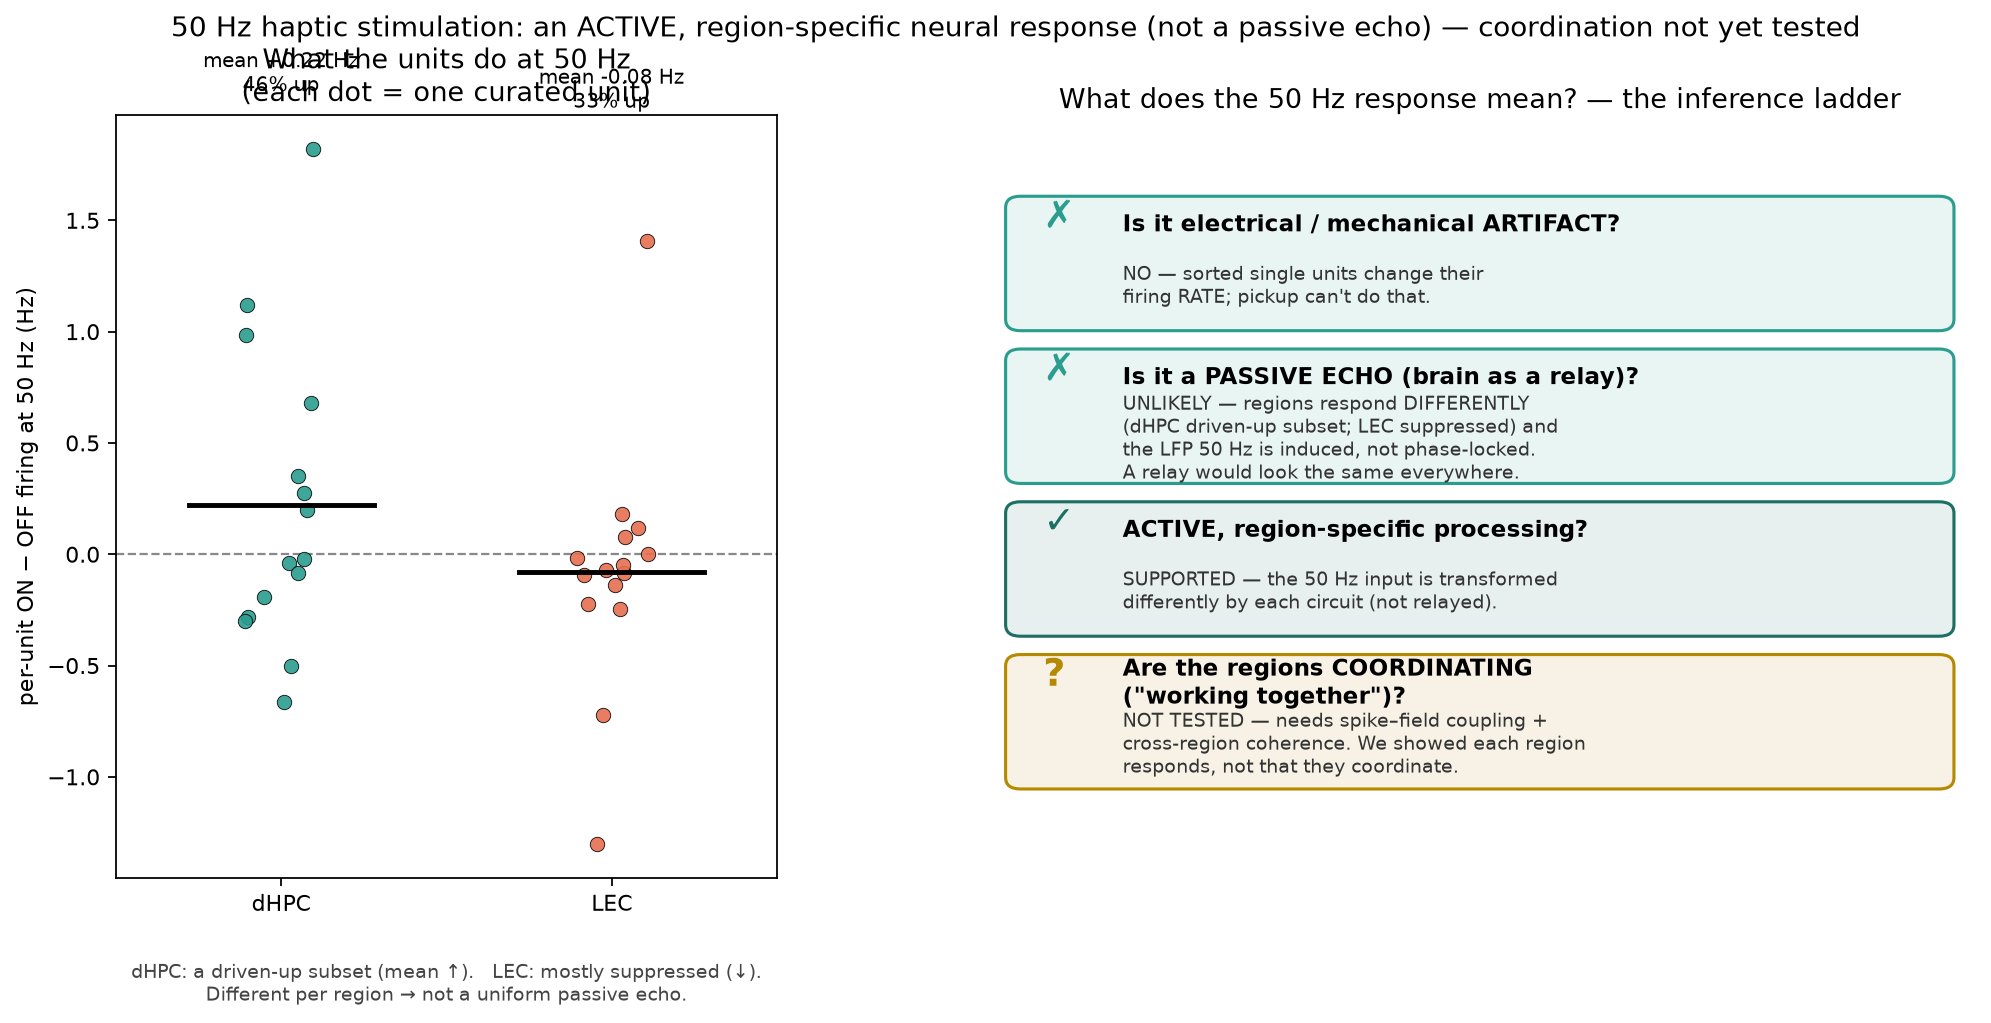 50 Hz haptic stimulation: an ACTIVE, region-specific neural response (not a passive echo) — coordination not yet tested
What the units do at 50 Hz
(each dot = one curated unit)
mean +0.22 Hz
46% up
mean -0.08 Hz
33% up
per-unit ON − OFF firing at 50 Hz (Hz)
1.5
1.0
0.5
0.0
−0.5
−1.0
dHPC
LEC
dHPC: a driven-up subset (mean ↑).   LEC: mostly suppressed (↓).
Different per region → not a uniform passive echo.
What does the 50 Hz response mean? — the inference ladder
✗
Is it electrical / mechanical ARTIFACT?
NO — sorted single units change their
firing RATE; pickup can't do that.
✗
Is it a PASSIVE ECHO (brain as a relay)?
UNLIKELY — regions respond DIFFERENTLY
(dHPC driven-up subset; LEC suppressed) and
the LFP 50 Hz is induced, not phase-locked.
A relay would look the same everywhere.
✓
ACTIVE, region-specific processing?
SUPPORTED — the 50 Hz input is transformed
differently by each circuit (not relayed).
?
Are the regions COORDINATING
("working together")?
NOT TESTED — needs spike–field coupling +
cross-region coherence. We showed each region
responds, not that they coordinate.